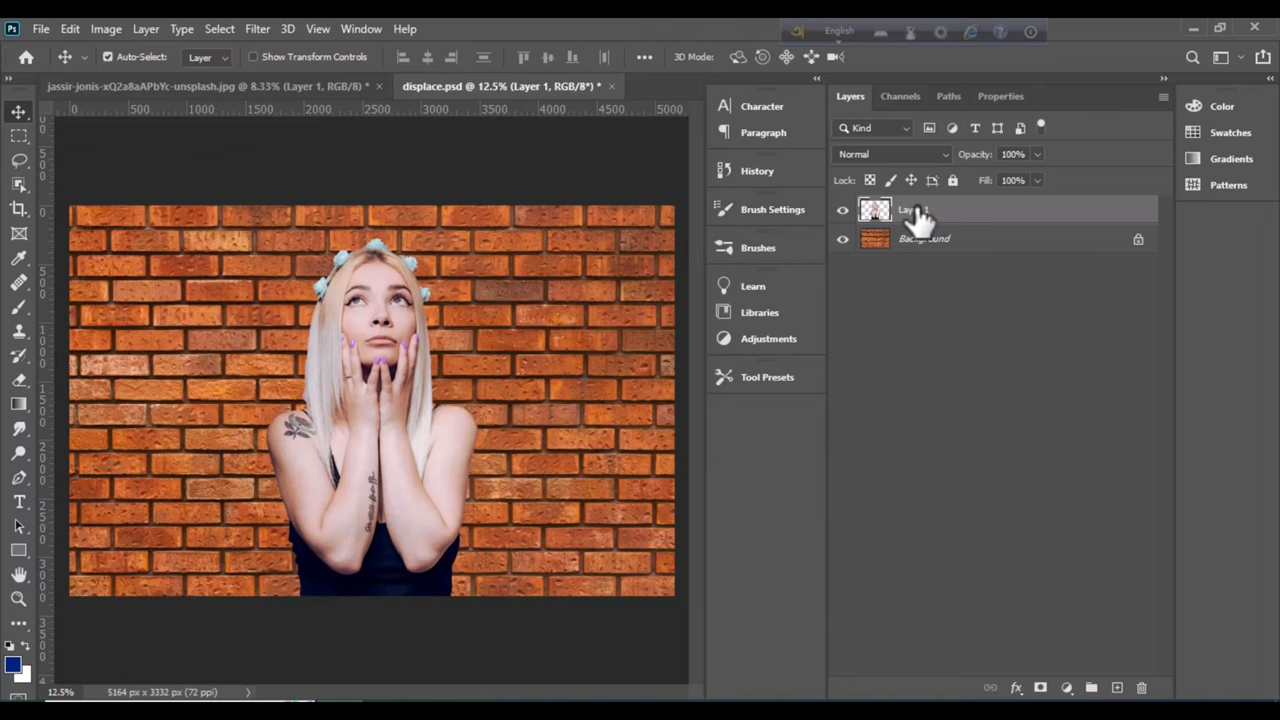 Ps File Edit Image Layer Type Select Filter 3D View Window Help
English
Auto-Select: Layer Show Transform Controls 3D Mode:
jassir-jonis-xQ2a8aAPbYc-unsplash.jpg @ 8.33% (Layer 1, RGB/8) * × displace.psd @ 12.5% (Layer 1, RGB/8*) * ×
0 500 1000 1500 2000 2500 3000 3500 4000 4500 5000
Character
Paragraph
History
Brush Settings
Brushes
Learn
Libraries
Adjustments
Tool Presets
Layers Channels Paths Properties
Kind
Normal Opacity: 100%
Lock: Fill: 100%
Background
Color
Swatches
Gradients
Patterns
12.5% 5164 px x 3332 px (72 ppi)